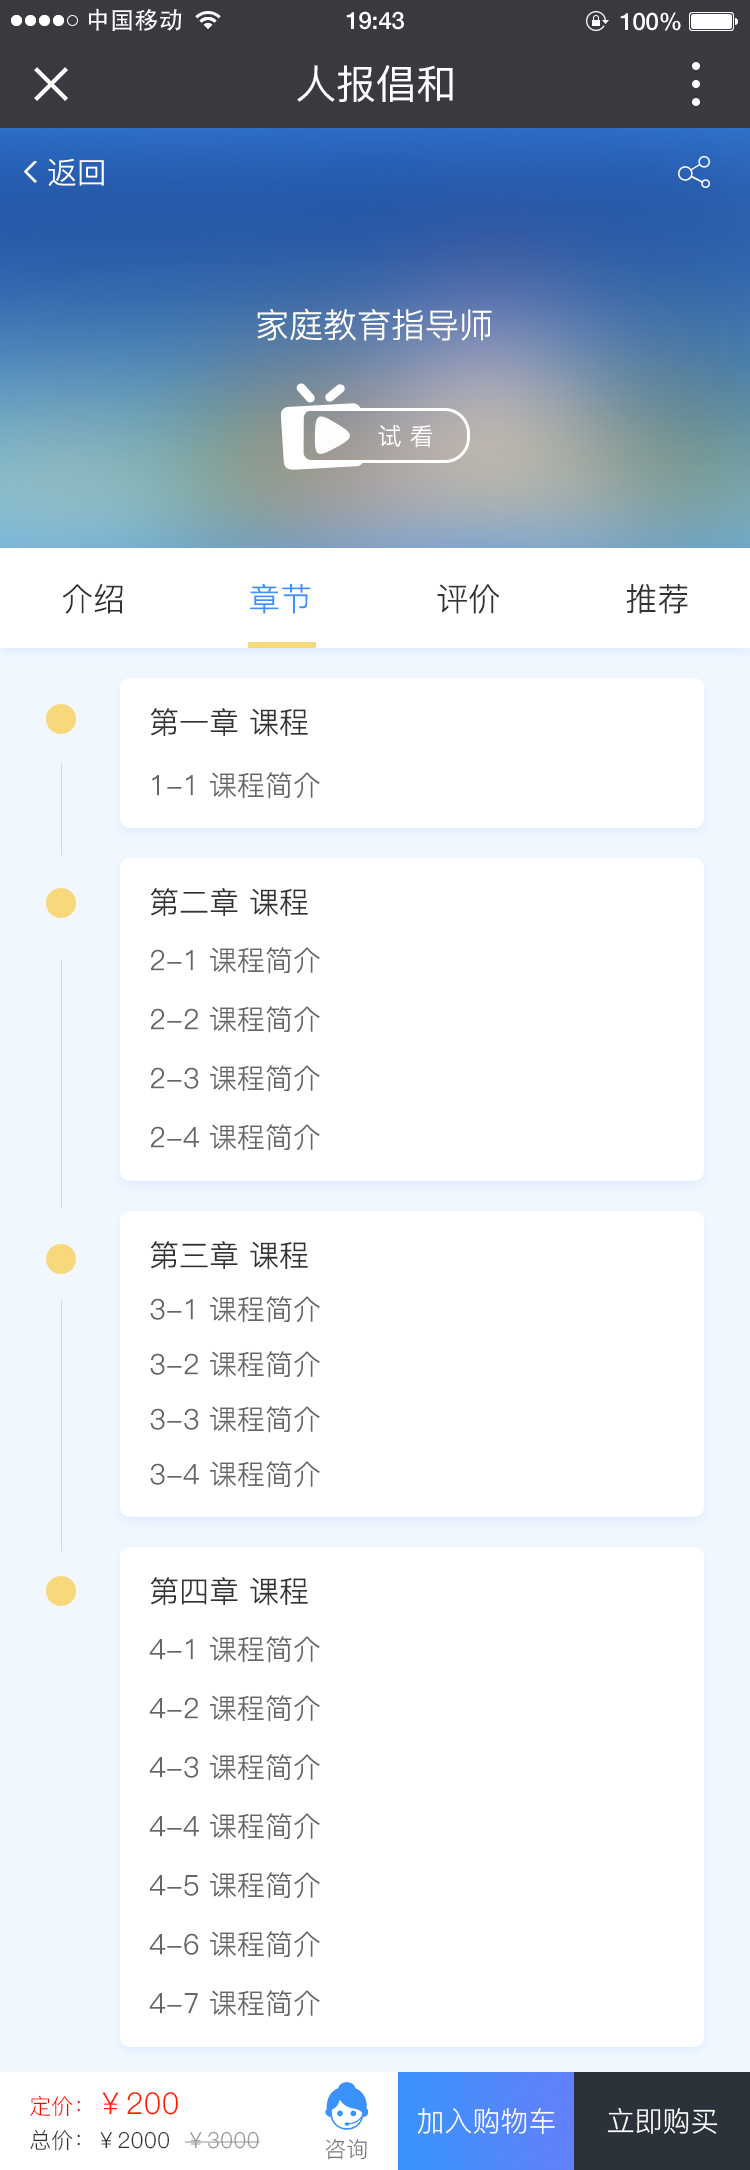 中国移动 19:43 100%
人报倡和
返回
家庭教育指导师
试看
介绍 章节 评价 推荐
第一章 课程
1-1 课程简介
第二章 课程
2-1 课程简介
2-2 课程简介
2-3 课程简介
2-4 课程简介
第三章 课程
3-1 课程简介
3-2 课程简介
3-3 课程简介
3-4 课程简介
第四章 课程
4-1 课程简介
4-2 课程简介
4-3 课程简介
4-4 课程简介
4-5 课程简介
4-6 课程简介
4-7 课程简介
定价：￥200
总价：￥2000 ￥3000
咨询
加入购物车
立即购买